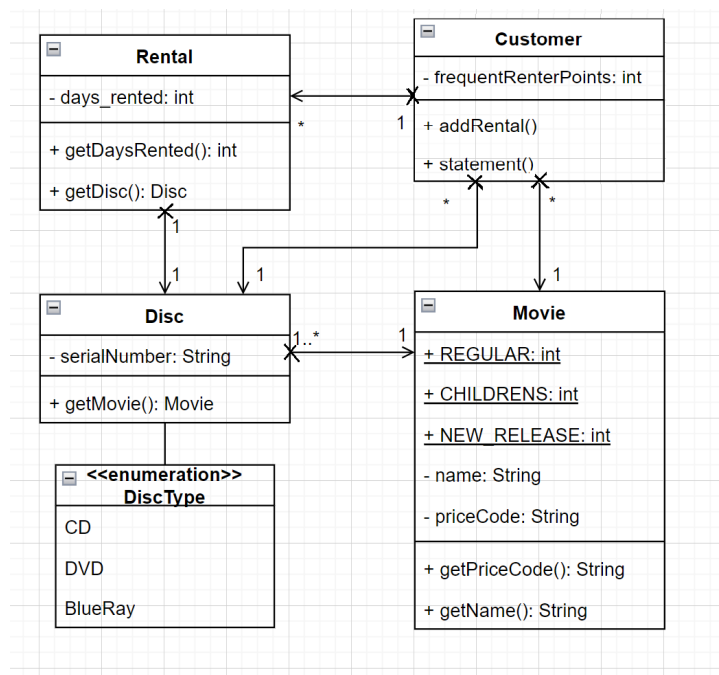 Rental
- days_rented: int
+ getDaysRented(): int
+ getDisc(): Disc
Customer
- frequentRenterPoints: int
+ addRental()
+ statement()
*
1
1
1
*
1
*
1
Disc
- serialNumber: String
+ getMovie(): Movie
1..*
1
Movie
+ REGULAR: int
+ CHILDRENS: int
+ NEW_RELEASE: int
- name: String
- priceCode: String
+ getPriceCode(): String
+ getName(): String
<<enumeration>>
DiscType
CD
DVD
BlueRay